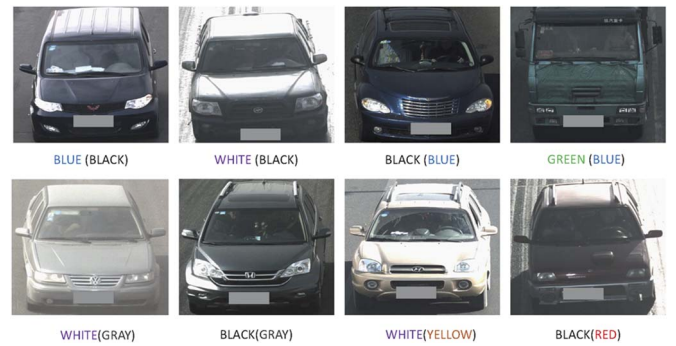 BLUE (BLACK)
WHITE (BLACK)
BLACK (BLUE)
GREEN (BLUE)
WHITE(GRAY)
BLACK(GRAY)
WHITE(YELLOW)
BLACK(RED)